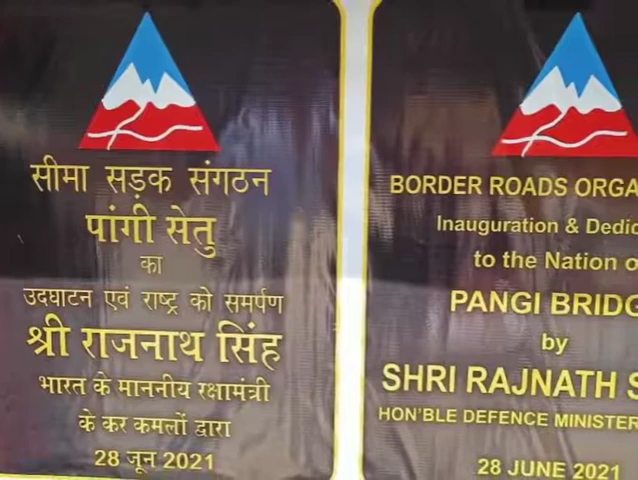 सीमा सड़क संगठन
पांगी सेतु
का
उदघाटन एवं राष्ट्र को समर्पण
श्री राजनाथ सिंह
भारत के माननीय रक्षामंत्री
के कर कमलों द्वारा
28 जून 2021
BORDER ROADS ORGA
Inauguration & Dedic
to the Nation o
PANGI BRIDG
by
SHRI RAJNATH S
HON'BLE DEFENCE MINISTER
28 JUNE 2021